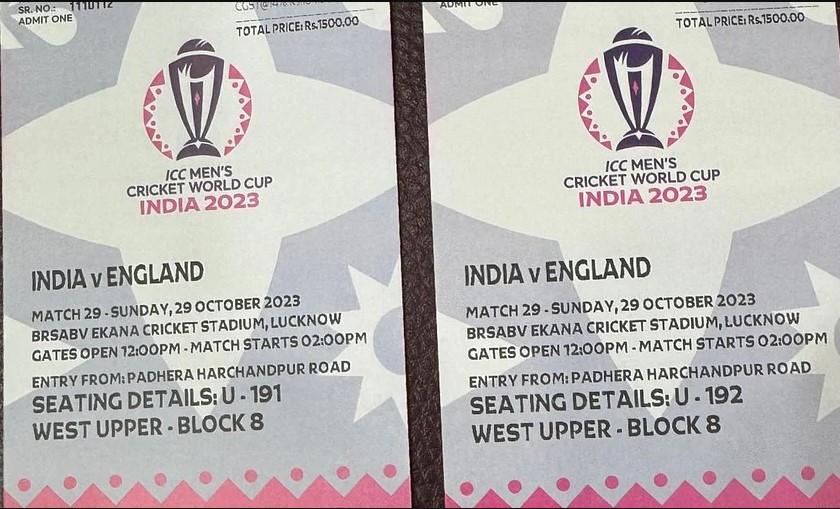 SR. NO.: 1110112
ADMIT ONE
TOTAL PRICE: Rs.1500.00
ICC MEN'S
CRICKET WORLD CUP
INDIA 2023
INDIA v ENGLAND
MATCH 29 - SUNDAY, 29 OCTOBER 2023
BRSABV EKANA CRICKET STADIUM, LUCKNOW
GATES OPEN 12:00PM - MATCH STARTS 02:00PM
ENTRY FROM: PADHERA HARCHANDPUR ROAD
SEATING DETAILS: U - 191
WEST UPPER - BLOCK 8
ADMIT ONE
TOTAL PRICE: Rs.1500.00
ICC MEN'S
CRICKET WORLD CUP
INDIA 2023
INDIA v ENGLAND
MATCH 29 - SUNDAY, 29 OCTOBER 2023
BRSABV EKANA CRICKET STADIUM, LUCKNOW
GATES OPEN 12:00PM - MATCH STARTS 02:00PM
ENTRY FROM: PADHERA HARCHANDPUR ROAD
SEATING DETAILS: U - 192
WEST UPPER - BLOCK 8